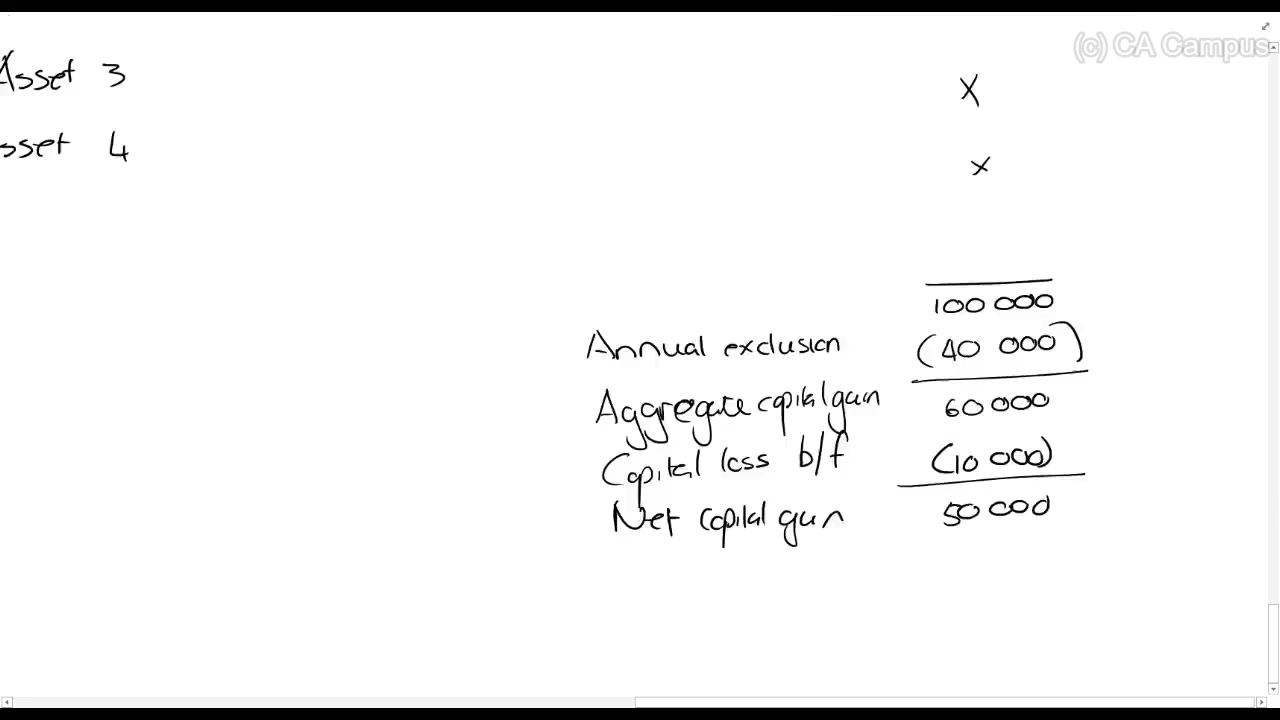 (c) CA Campus
Asset 3 X
sset 4 x
100 000
Annual exclusion (40 000)
Aggregate capital gain 60 000
Capital loss b/f (10 000)
Net capital gain 50 000